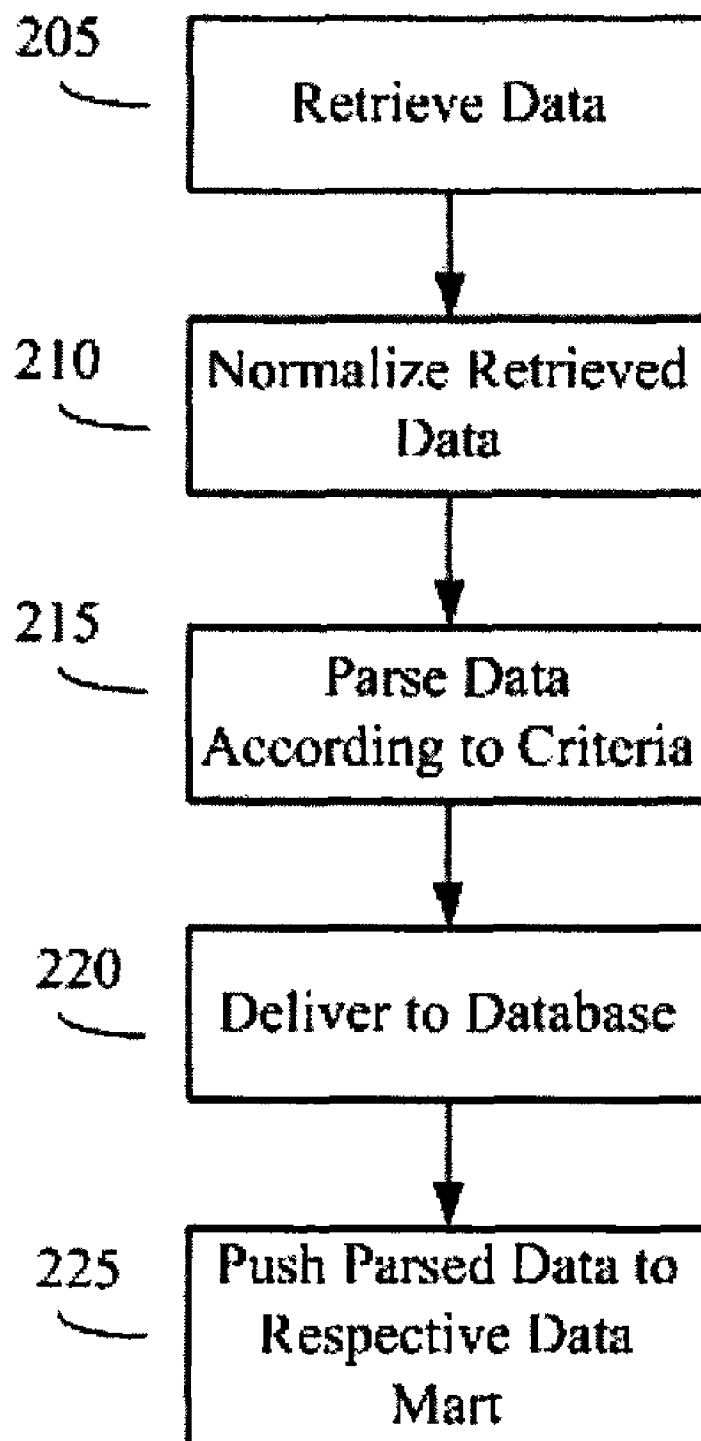 205
Retrieve Data
210
Normalize Retrieved
Data
215
Parse Data
According to Criteria
220
Deliver to Database
225
Push Parsed Data to
Respective Data
Mart